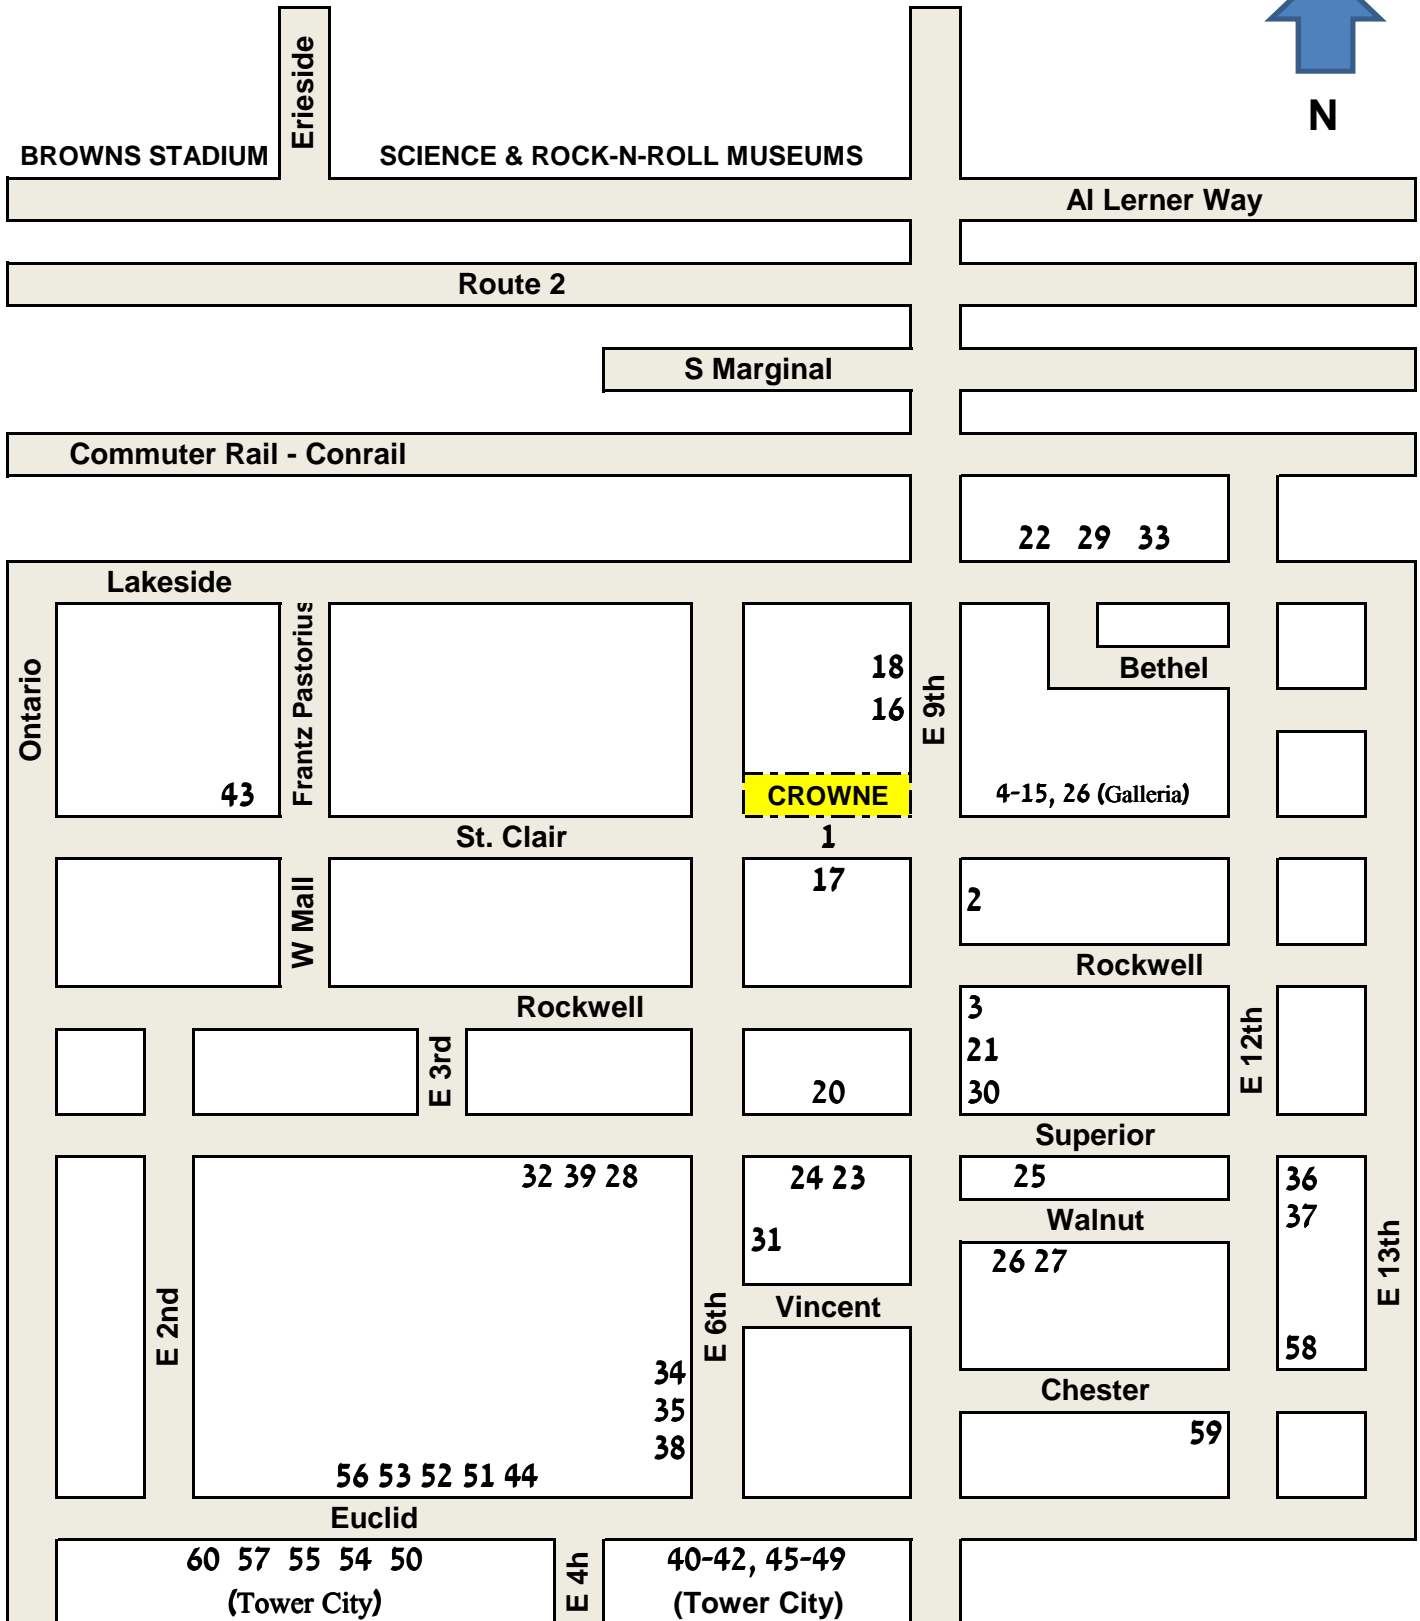 Erieside
N
BROWNS STADIUM
SCIENCE & ROCK-N-ROLL MUSEUMS
Al Lerner Way
Route 2
S Marginal
Commuter Rail - Conrail
22 29 33
Lakeside
Ontario
Frantz Pastorius
18
16
E 9th
Bethel
43
CROWNE
4-15, 26 (Galleria)
St. Clair
1
17
2
W Mall
Rockwell
Rockwell
3
21
30
E 3rd
20
E 12th
Superior
32 39 28
24 23
25
36
37
Walnut
31
26 27
E 13th
E 2nd
E 6th
Vincent
58
34
35
38
Chester
59
56 53 52 51 44
Euclid
60 57 55 54 50
(Tower City)
E 4h
40-42, 45-49
(Tower City)